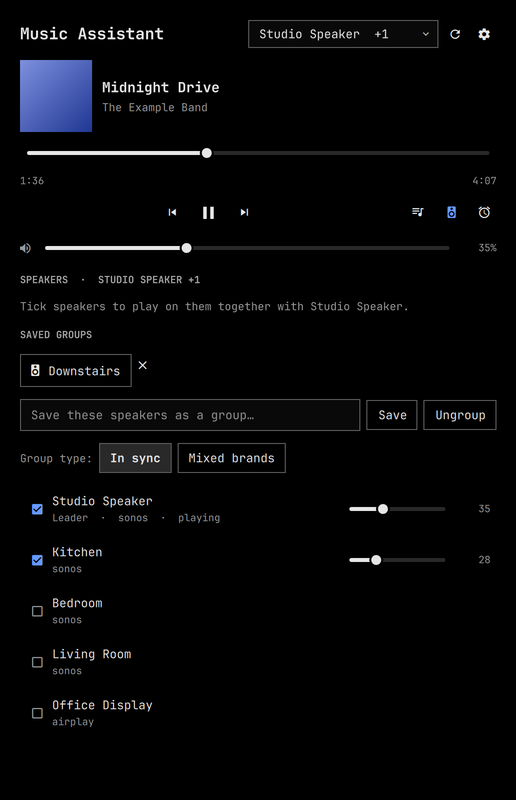 Music Assistant
Studio Speaker +1
Midnight Drive
The Example Band
1:36 4:07
35%
SPEAKERS · STUDIO SPEAKER +1
Tick speakers to play on them together with Studio Speaker.
SAVED GROUPS
Downstairs
Save these speakers as a group…
Save
Ungroup
Group type: In sync Mixed brands
Studio Speaker
Leader · sonos · playing
35
Kitchen
sonos
28
Bedroom
sonos
Living Room
sonos
Office Display
airplay